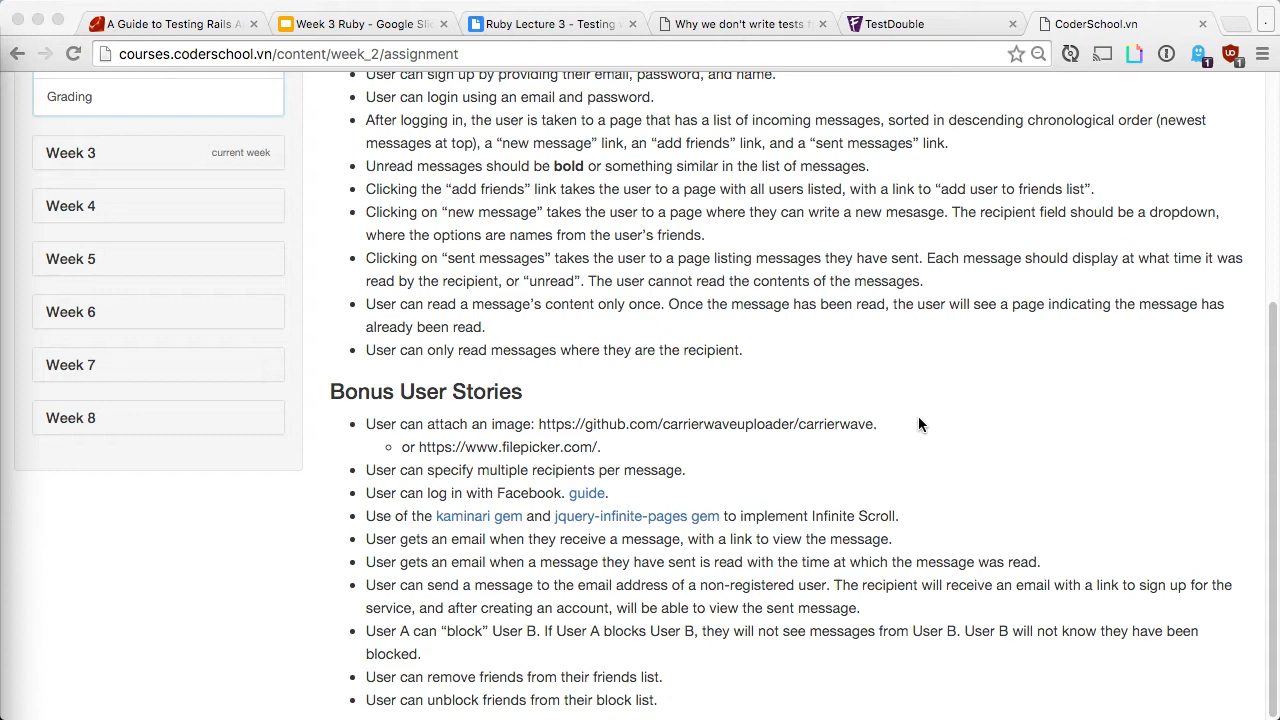 A Guide to Testing Rails A
Week 3 Ruby - Google Slid
Ruby Lecture 3 - Testing
Why we don't write test
TestDouble
CoderSchool.vn
courses.coderschool.vn/content/week_2/assignment
1
1
Grading
Week 3 current week
Week 4
Week 5
Week 6
Week 7
Week 8
User can sign up by providing their email, password, and name.
User can login using an email and password.
After logging in, the user is taken to a page that has a list of incoming messages, sorted in descending chronological order (newest
messages at top), a “new message” link, an “add friends” link, and a “sent messages” link.
Unread messages should be bold or something similar in the list of messages.
Clicking the “add friends” link takes the user to a page with all users listed, with a link to “add user to friends list”.
Clicking on “new message” takes the user to a page where they can write a new mesasge. The recipient field should be a dropdown,
where the options are names from the user’s friends.
Clicking on “sent messages” takes the user to a page listing messages they have sent. Each message should display at what time it was
read by the recipient, or “unread”. The user cannot read the contents of the messages.
User can read a message’s content only once. Once the message has been read, the user will see a page indicating the message has
already been read.
User can only read messages where they are the recipient.
Bonus User Stories
User can attach an image: https://github.com/carrierwaveuploader/carrierwave.
or https://www.filepicker.com/.
User can specify multiple recipients per message.
User can log in with Facebook. guide.
Use of the kaminari gem and jquery-infinite-pages gem to implement Infinite Scroll.
User gets an email when they receive a message, with a link to view the message.
User gets an email when a message they have sent is read with the time at which the message was read.
User can send a message to the email address of a non-registered user. The recipient will receive an email with a link to sign up for the
service, and after creating an account, will be able to view the sent message.
User A can “block” User B. If User A blocks User B, they will not see messages from User B. User B will not know they have been
blocked.
User can remove friends from their friends list.
User can unblock friends from their block list.